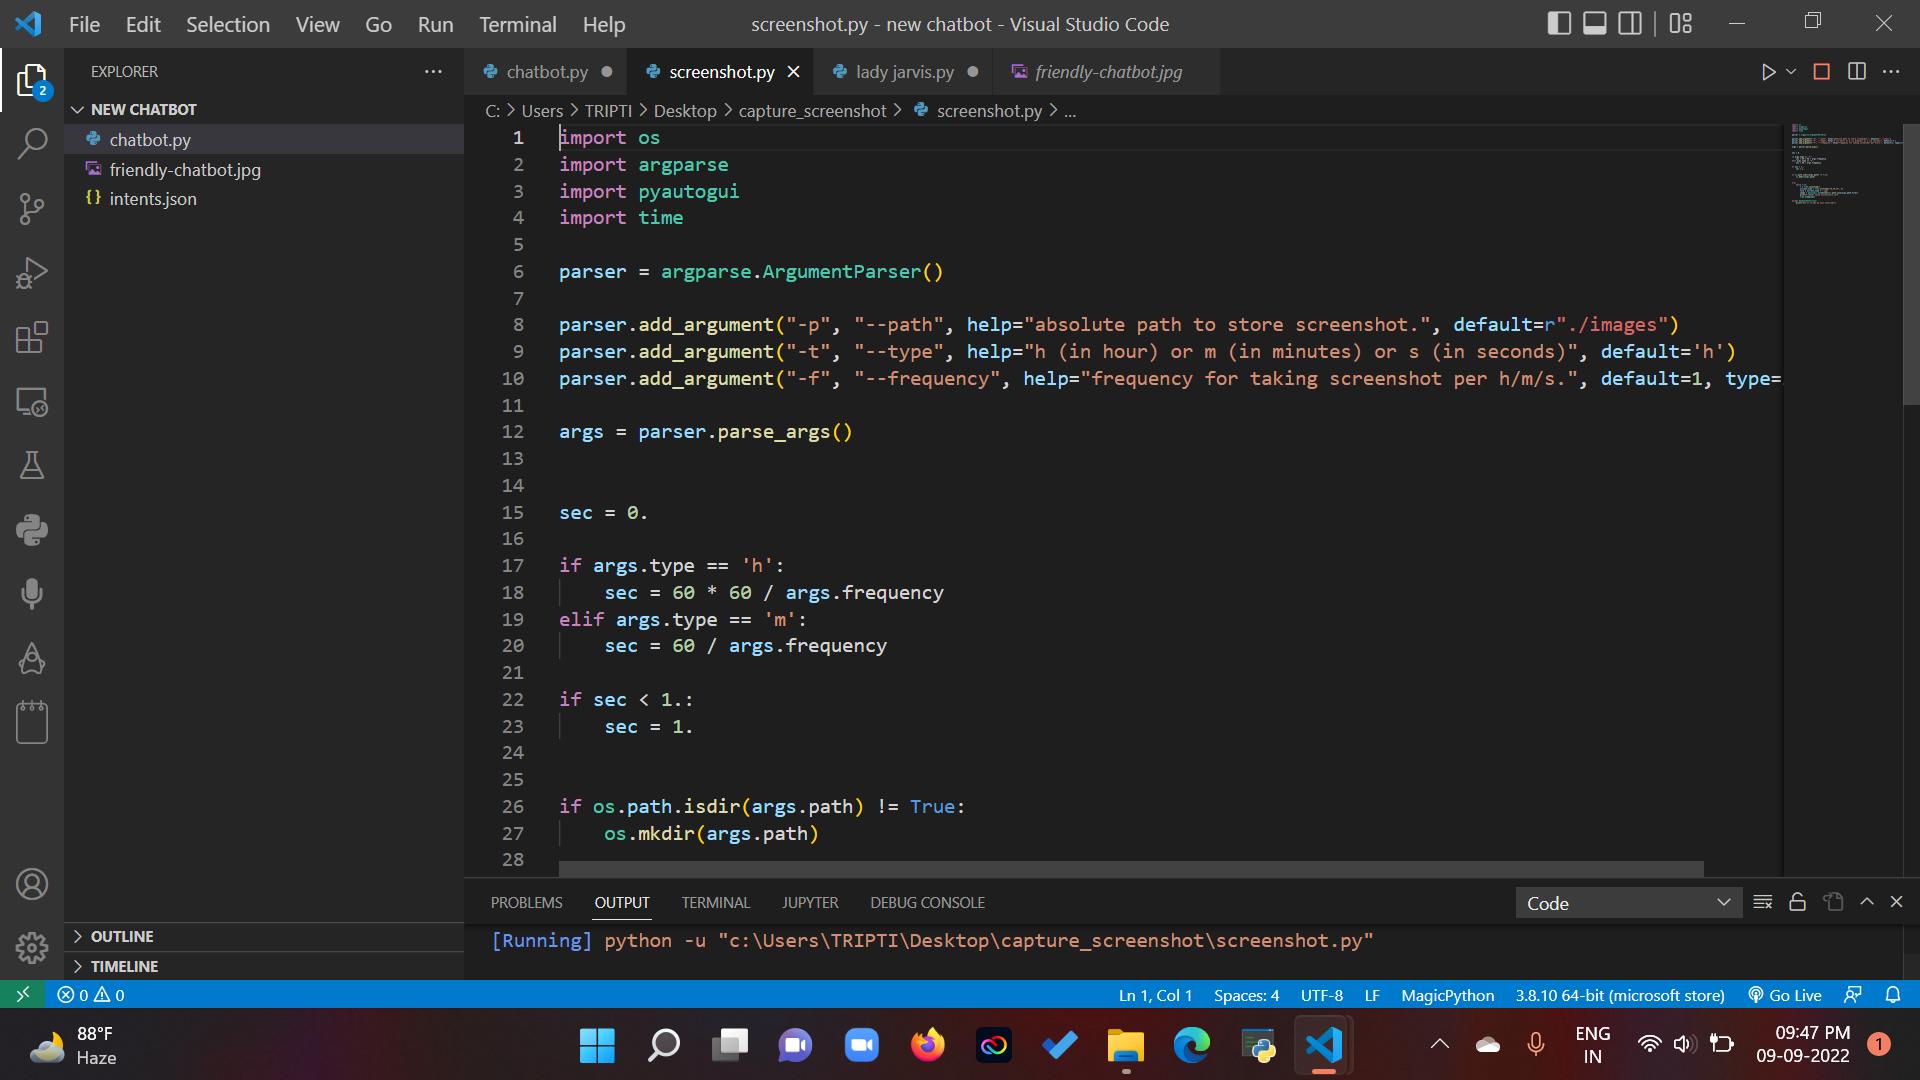 File Edit Selection View Go Run Terminal Help
screenshot.py - new chatbot - Visual Studio Code
2
EXPLORER
NEW CHATBOT
chatbot.py
friendly-chatbot.jpg
intents.json
OUTLINE
TIMELINE
chatbot.py screenshot.py lady jarvis.py friendly-chatbot.jpg
C: > Users > TRIPTI > Desktop > capture_screenshot > screenshot.py > ...
1 import os
2 import argparse
3 import pyautogui
4 import time
5
6 parser = argparse.ArgumentParser()
7
8 parser.add_argument("-p", "--path", help="absolute path to store screenshot.", default=r"./images")
9 parser.add_argument("-t", "--type", help="h (in hour) or m (in minutes) or s (in seconds)", default='h')
10 parser.add_argument("-f", "--frequency", help="frequency for taking screenshot per h/m/s.", default=1, type=
11
12 args = parser.parse_args()
13
14
15 sec = 0.
16
17 if args.type == 'h':
18 sec = 60 * 60 / args.frequency
19 elif args.type == 'm':
20 sec = 60 / args.frequency
21
22 if sec < 1.:
23 sec = 1.
24
25
26 if os.path.isdir(args.path) != True:
27 os.mkdir(args.path)
28
PROBLEMS OUTPUT TERMINAL JUPYTER DEBUG CONSOLE
Code
[Running] python -u "c:\Users\TRIPTI\Desktop\capture_screenshot\screenshot.py"
0 0
Ln 1, Col 1 Spaces: 4 UTF-8 LF MagicPython 3.8.10 64-bit (microsoft store) Go Live
88°F
Haze
ENG
IN
09:47 PM
09-09-2022
1